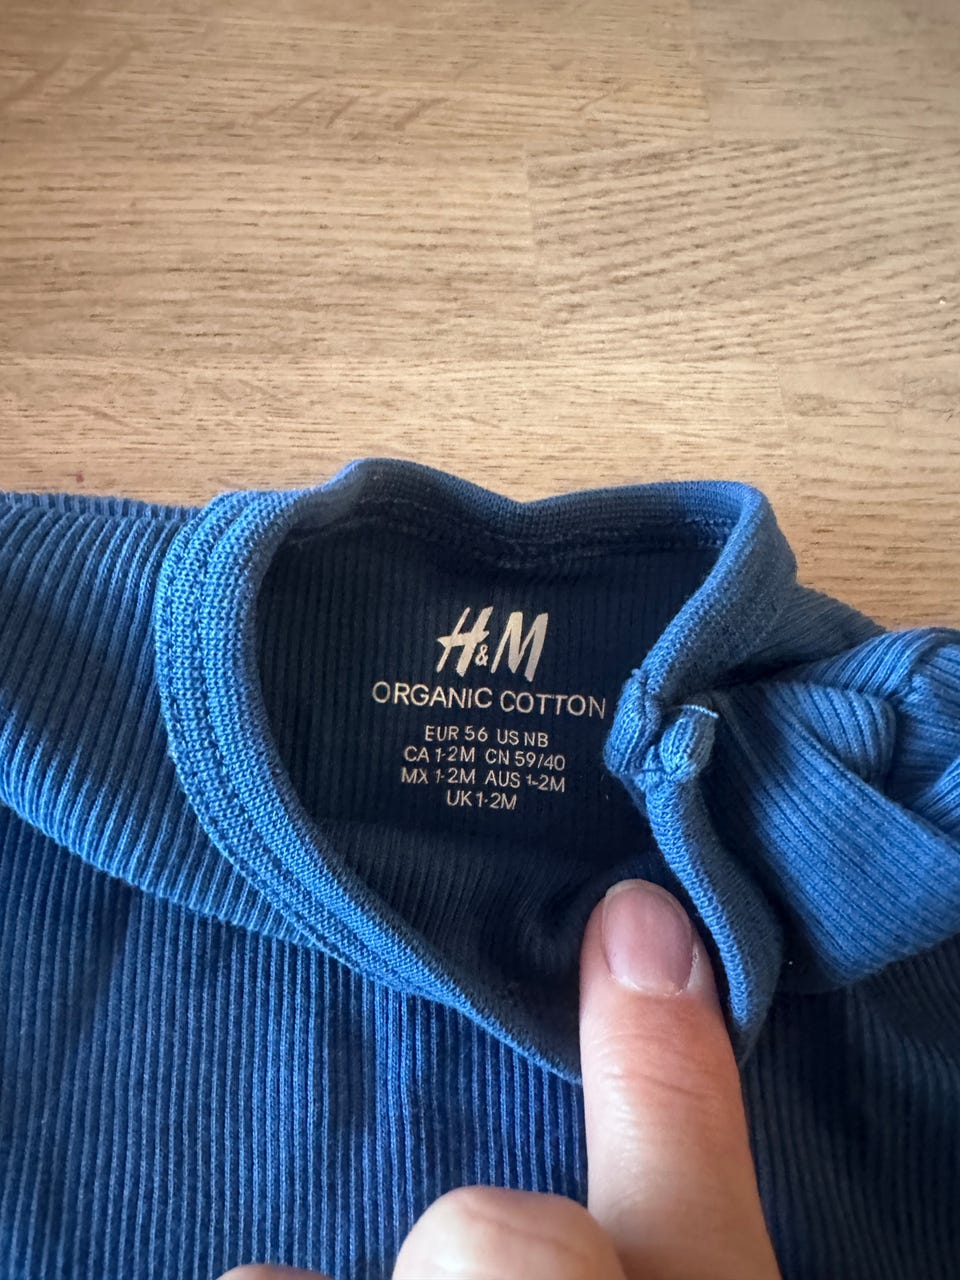 H&M
ORGANIC COTTON
EUR 56 US NB
CA 1-2M CN 59/40
MX 1-2M AUS 1-2M
UK 1-2M